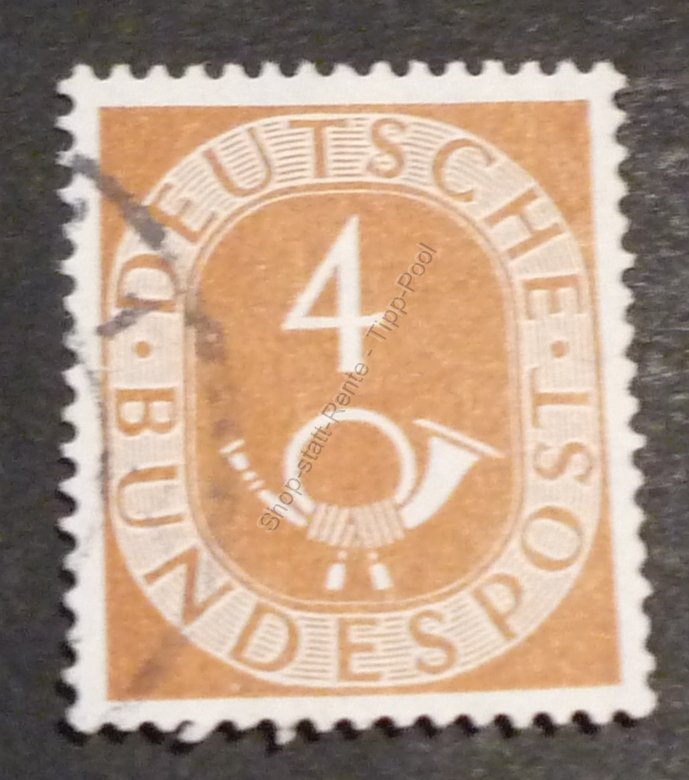 DEUTSCHE
4
· BUNDESPOST ·
Shop-statt-Rente - Tipp-Pool